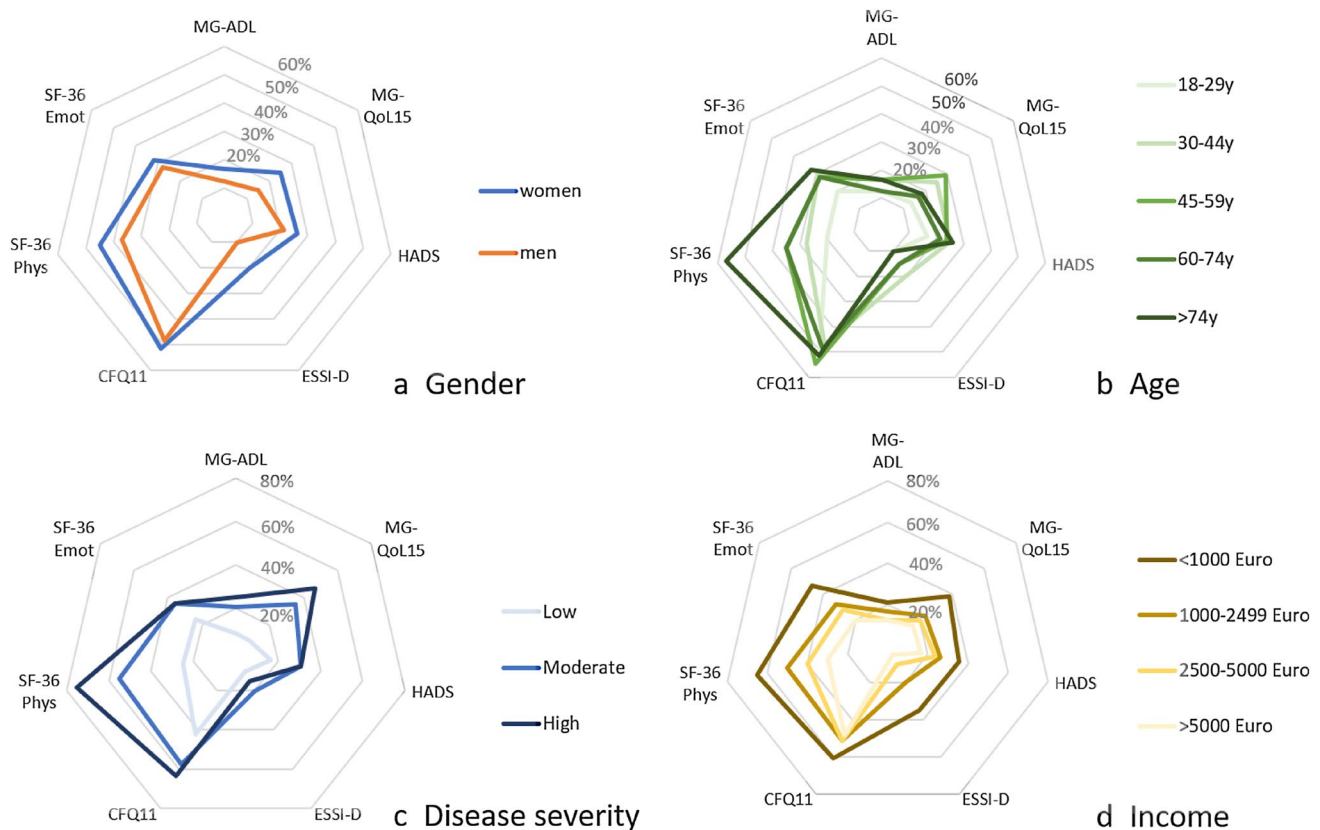 MG-ADL
60%
50%
40%
30%
20%
SF-36
Emot
MG-
QoL15
HADS
ESSI-D
CFQ11
SF-36
Phys
women
men
a Gender
MG-
ADL
60%
50%
40%
30%
20%
SF-36
Emot
MG-
QoL15
HADS
ESSI-D
CFQ11
SF-36
Phys
18-29y
30-44y
45-59y
60-74y
>74y
b Age
MG-ADL
80%
60%
40%
20%
SF-36
Emot
MG-
QoL15
HADS
ESSI-D
CFQ11
SF-36
Phys
Low
Moderate
High
c Disease severity
MG-
ADL
80%
60%
40%
20%
SF-36
Emot
MG-
QoL15
HADS
ESSI-D
CFQ11
SF-36
Phys
<1000 Euro
1000-2499 Euro
2500-5000 Euro
>5000 Euro
d Income